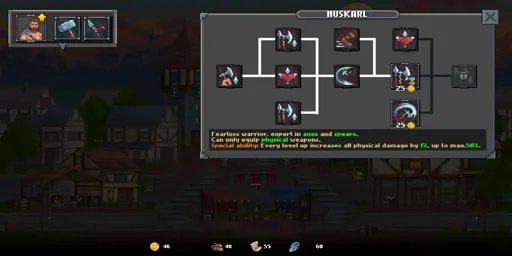 HUSKARL
25
25
Fearless warrior, expert in axes and spears.
Can only equip physical weapons.
Special ability: Every level up increases all physical damage by 1%, up to max.50%.
46 48 55 60